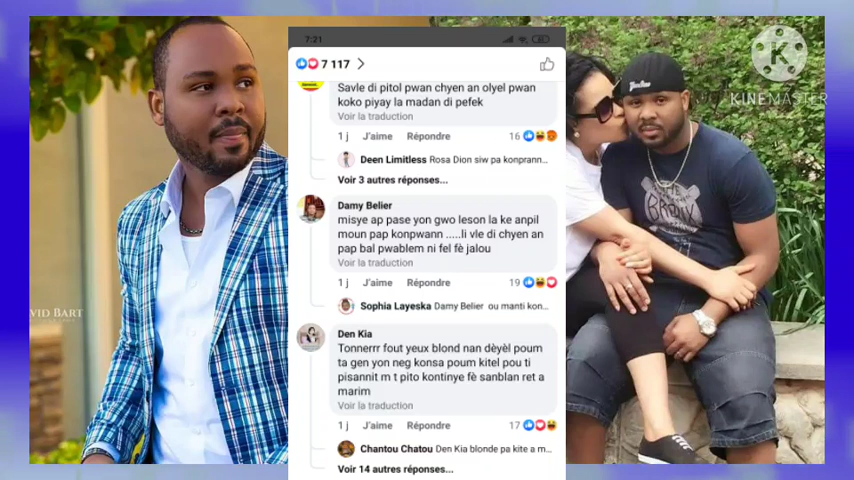 7:21
7 117
Savle di pitol pwan chyen an olyel pwan
koko piyay la madan di pefek
Voir la traduction
1 j J'aime Répondre 16
Deen Limitless Rosa Dion siw pa konprann...
Voir 3 autres réponses...
Damy Belier
misye ap pase yon gwo leson la ke anpil
moun pap konpwann .....li vle di chyen an
pap bal pwablem ni fel fè jalou
Voir la traduction
1 j J'aime Répondre 19
Sophia Layeska Damy Belier ou manti kon...
Den Kia
Tonnerrr fout yeux blond nan dèyèl poum
ta gen yon neg konsa poum kitel pou ti
pisannit m t pito kontinye fè sanblan ret a
marim
Voir la traduction
1 j J'aime Répondre 17
Chantou Chatou Den Kia blonde pa kite a m...
Voir 14 autres réponses...
VID BART
K
KINEMASTER
BRONX